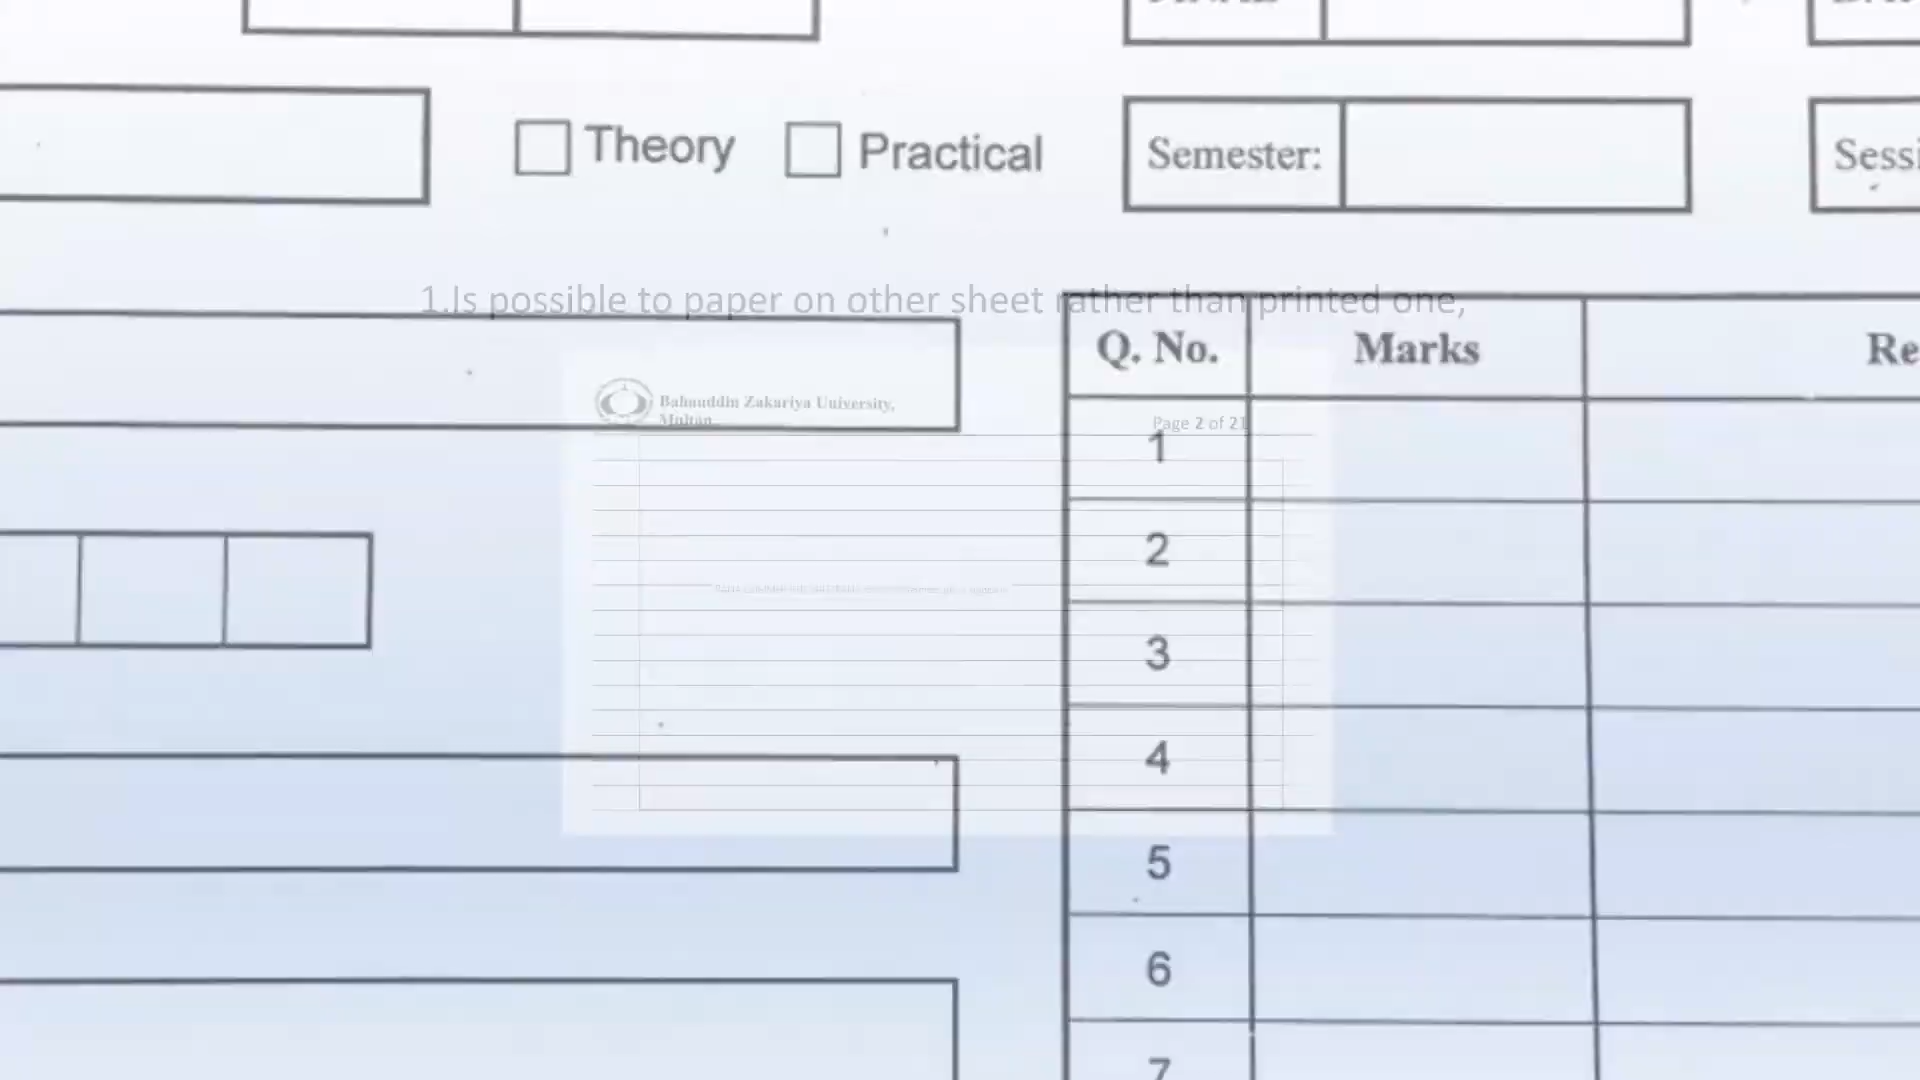 Theory
Practical
Semester:
Sessi
1.Is possible to paper on other sheet rather than printed one,
Q. No.
Marks
Re
Bahauddin Zakariya University,
Multan.
Page 2 of 21
1
2
3
4
5
6
7